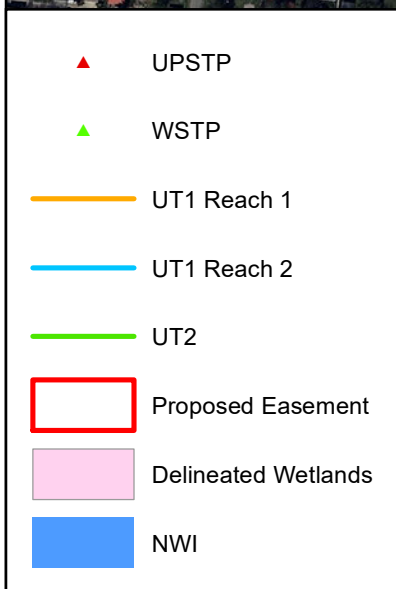 UPSTP
WSTP
UT1 Reach 1
UT1 Reach 2
UT2
Proposed Easement
Delineated Wetlands
NWI